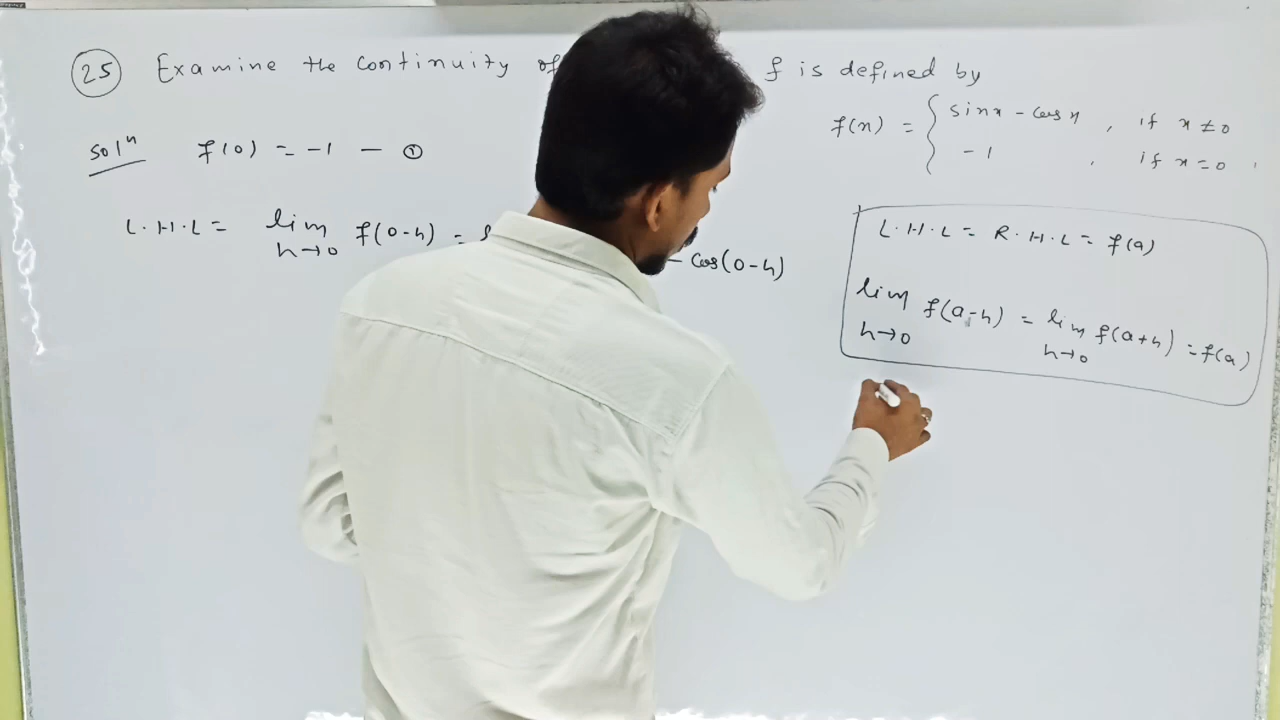 25 Examine the continuity of f is defined by
f(x) = { sinx - cosx , if x ≠ 0
-1 , if x = 0 .
solⁿ f(0) = -1 - ①
L.H.L = lim f(0-h) = - cos(0-h)
h→0
L.H.L = R.H.L = f(a)
lim f(a-h) = lim f(a+h) = f(a)
h→0 h→0